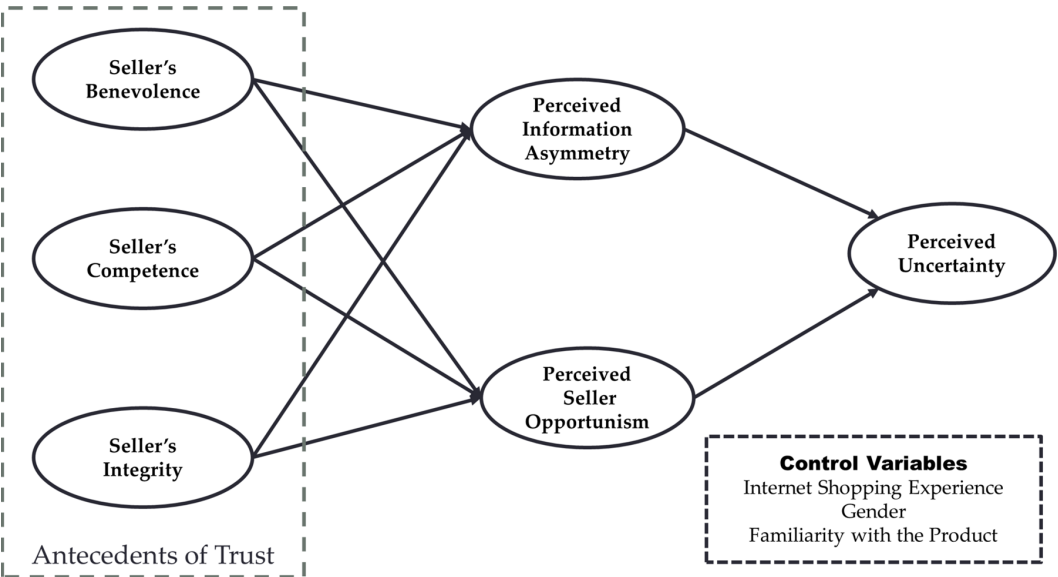 Seller's
Benevolence
Perceived
Information
Asymmetry
Seller's
Competence
Perceived
Uncertainty
Perceived
Seller
Opportunism
Seller's
Integrity
Control Variables
Internet Shopping Experience
Gender
Familiarity with the Product
Antecedents of Trust